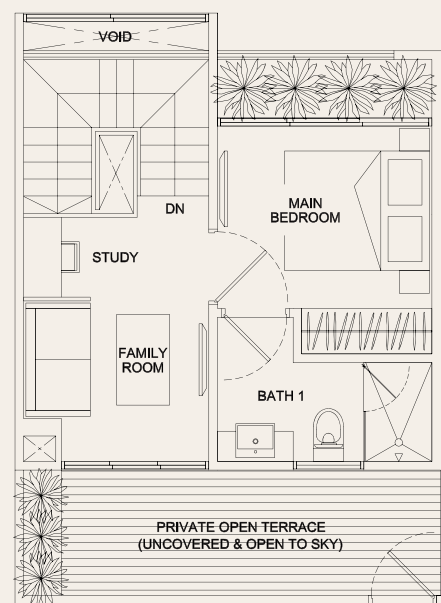 VOID
DN
MAIN
BEDROOM
STUDY
FAMILY
ROOM
BATH 1
PRIVATE OPEN TERRACE
(UNCOVERED & OPEN TO SKY)